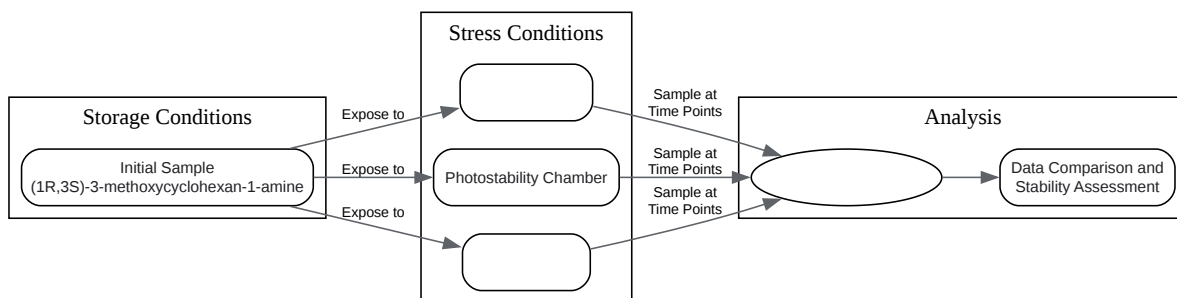 Storage Conditions
Initial Sample
(1R,3S)-3-methoxycyclohexan-1-amine
Expose to
Expose to
Expose to
Stress Conditions
Photostability Chamber
Sample at
Time Points
Sample at
Time Points
Sample at
Time Points
Analysis
Data Comparison and
Stability Assessment